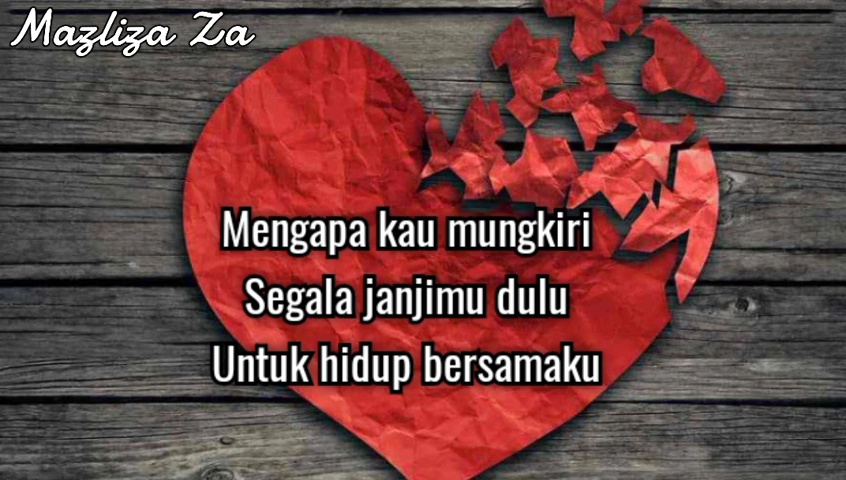 Mazliza Za
Mengapa kau mungkiri
Segala janjimu dulu
Untuk hidup bersamaku